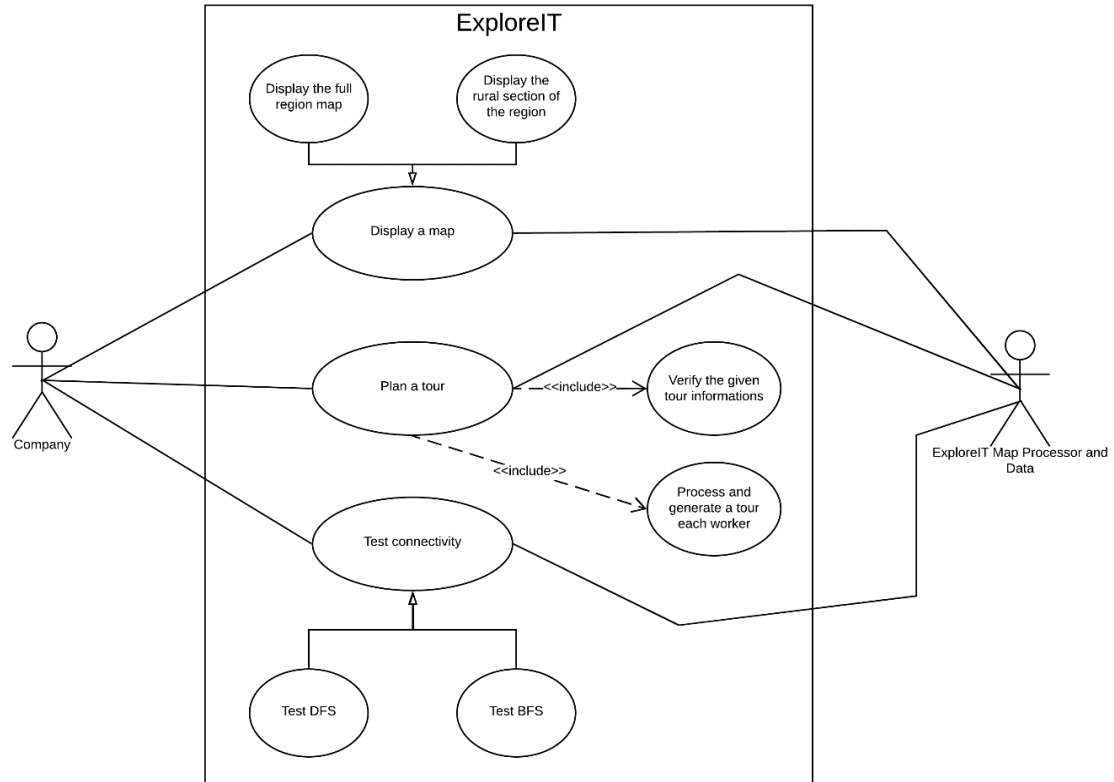 ExploreIT
Display the full
region map
Display the
rural section of
the region
Display a map
Plan a tour
<<include>>
Verify the given
tour informations
Company
ExploreIT Map Processor and
Data
<<include>>
Process and
generate a tour
each worker
Test connectivity
Test DFS
Test BFS